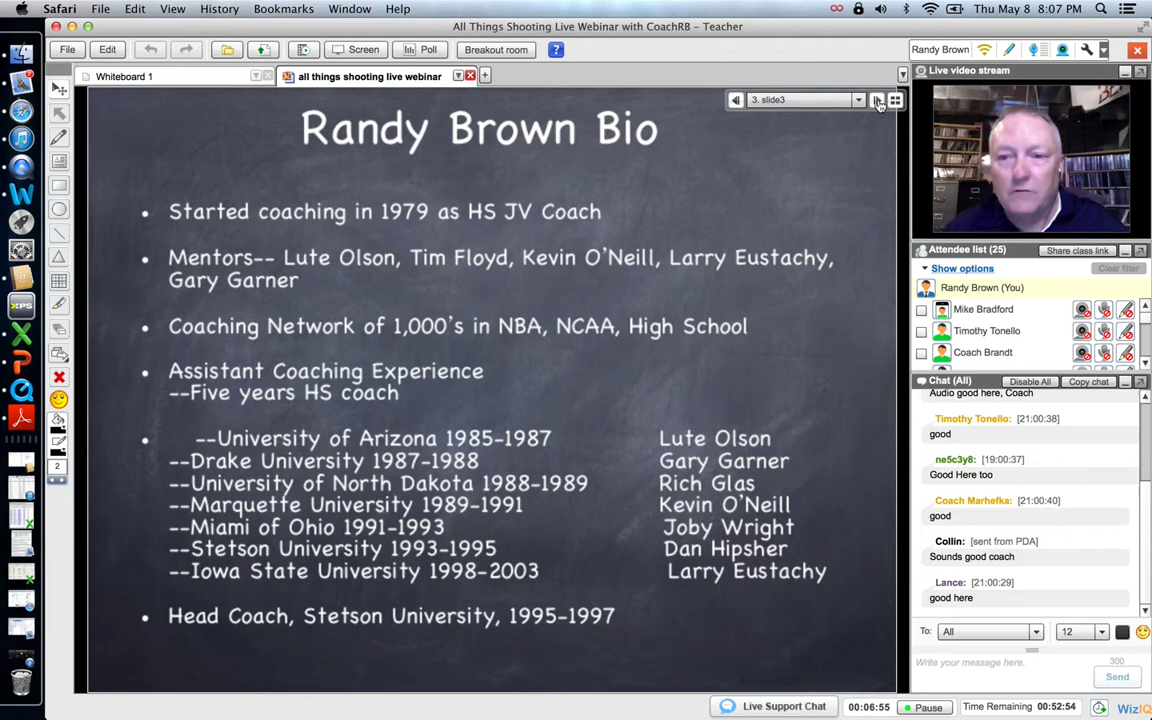 Safari File Edit View History Bookmarks Window Help Thu May 8 8:07 PM
All Things Shooting Live Webinar with CoachRB - Teacher
File Edit Screen Poll Breakout room ? Randy Brown
Whiteboard 1 all things shooting live webinar
3. slide3
Live video stream
Randy Brown Bio
• Started coaching in 1979 as HS JV Coach
• Mentors-- Lute Olson, Tim Floyd, Kevin O'Neill, Larry Eustachy,
Gary Garner
• Coaching Network of 1,000's in NBA, NCAA, High School
• Assistant Coaching Experience
--Five years HS coach
• --University of Arizona 1985-1987 Lute Olson
--Drake University 1987-1988 Gary Garner
--University of North Dakota 1988-1989 Rich Glas
--Marquette University 1989-1991 Kevin O'Neill
--Miami of Ohio 1991-1993 Joby Wright
--Stetson University 1993-1995 Dan Hipsher
--Iowa State University 1998-2003 Larry Eustachy
• Head Coach, Stetson University, 1995-1997
XPS
2
Attendee list (25) Share class link
Show options Clear filter
Randy Brown (You)
Mike Bradford
Timothy Tonello
Coach Brandt
Chat (All) Disable All Copy chat
Audio good here, Coach
Timothy Tonello: [21:00:38]
good
ne5c3y8: [19:00:37]
Good Here too
Coach Marhefka: [21:00:40]
good
Collin: [sent from PDA]
Sounds good coach
Lance: [21:00:29]
good here
To: All 12
Write your message here. 300
Send
Live Support Chat 00:06:55 Pause Time Remaining 00:52:54 WizIQ